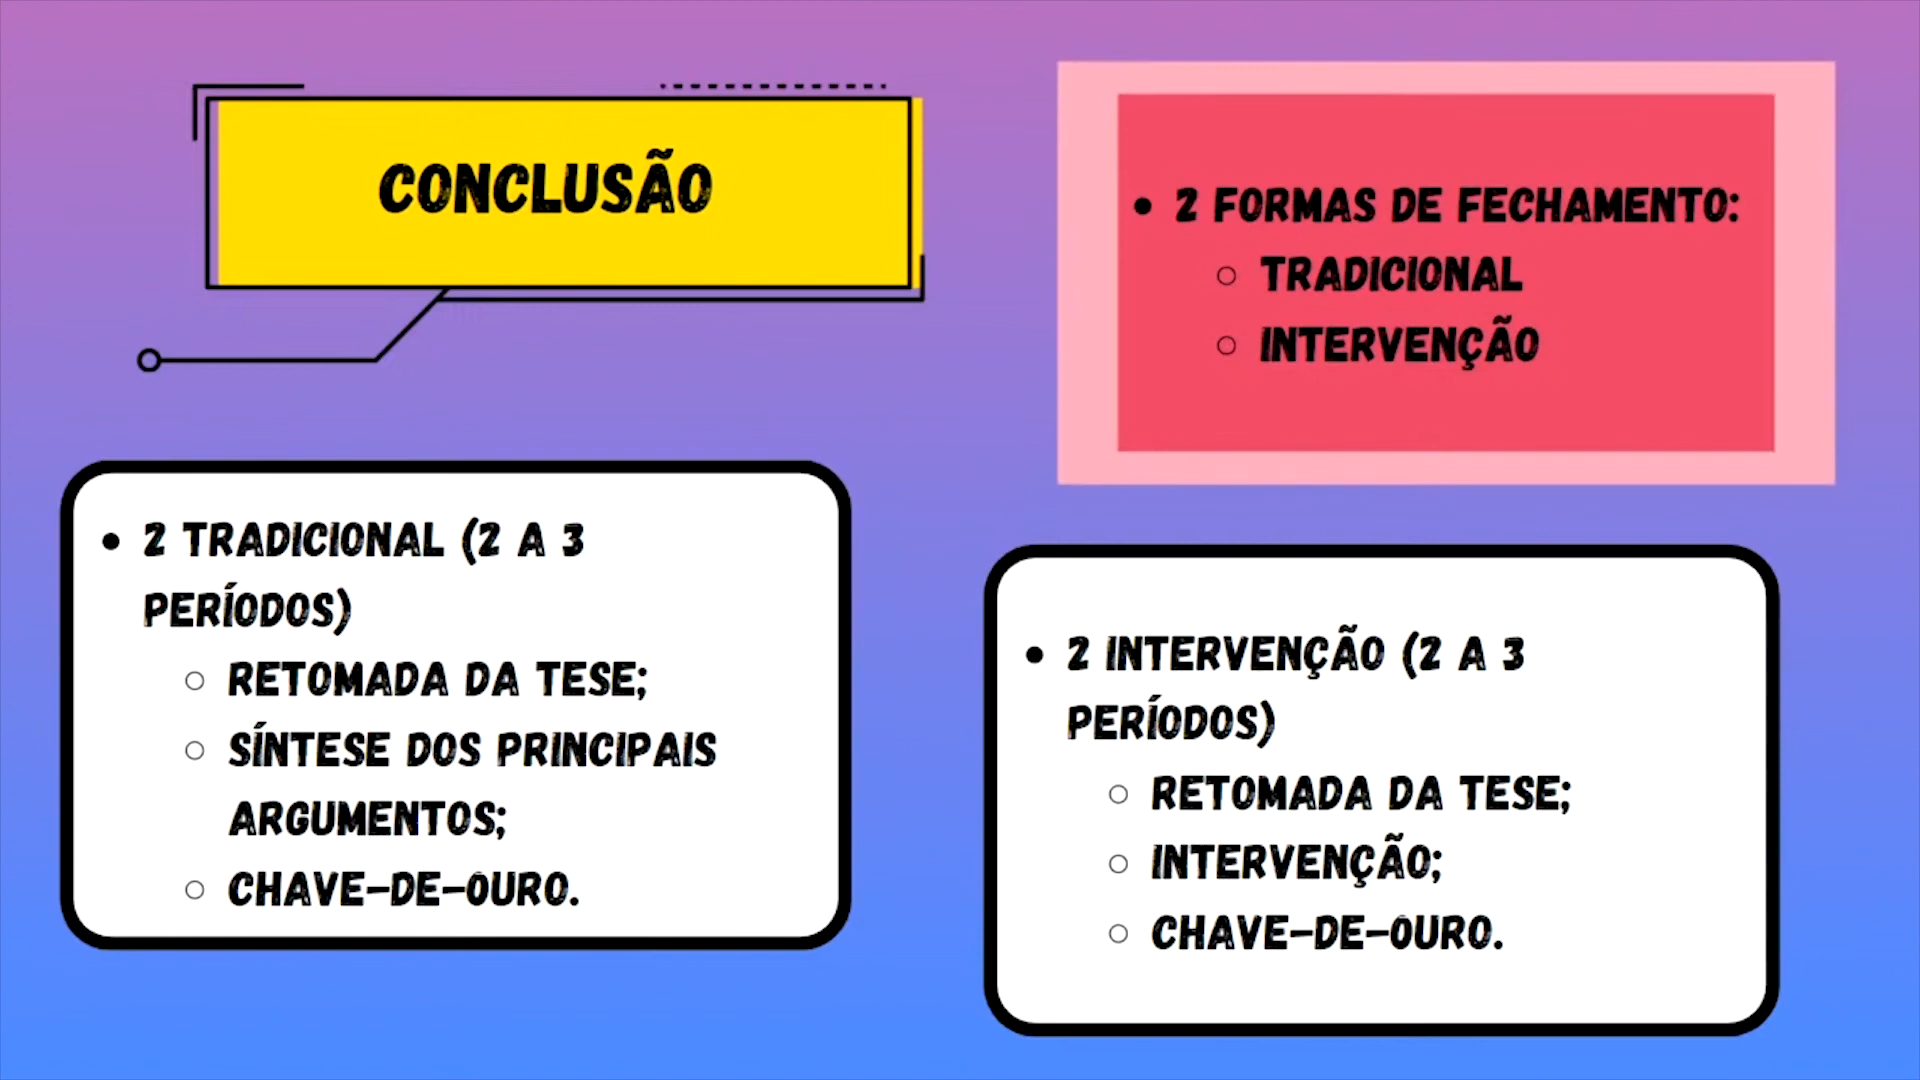 CONCLUSÃO
• 2 FORMAS DE FECHAMENTO:
○ TRADICIONAL
○ INTERVENÇÃO
• 2 TRADICIONAL (2 A 3
PERÍODOS)
○ RETOMADA DA TESE;
○ SÍNTESE DOS PRINCIPAIS
ARGUMENTOS;
○ CHAVE-DE-OURO.
• 2 INTERVENÇÃO (2 A 3
PERÍODOS)
○ RETOMADA DA TESE;
○ INTERVENÇÃO;
○ CHAVE-DE-OURO.